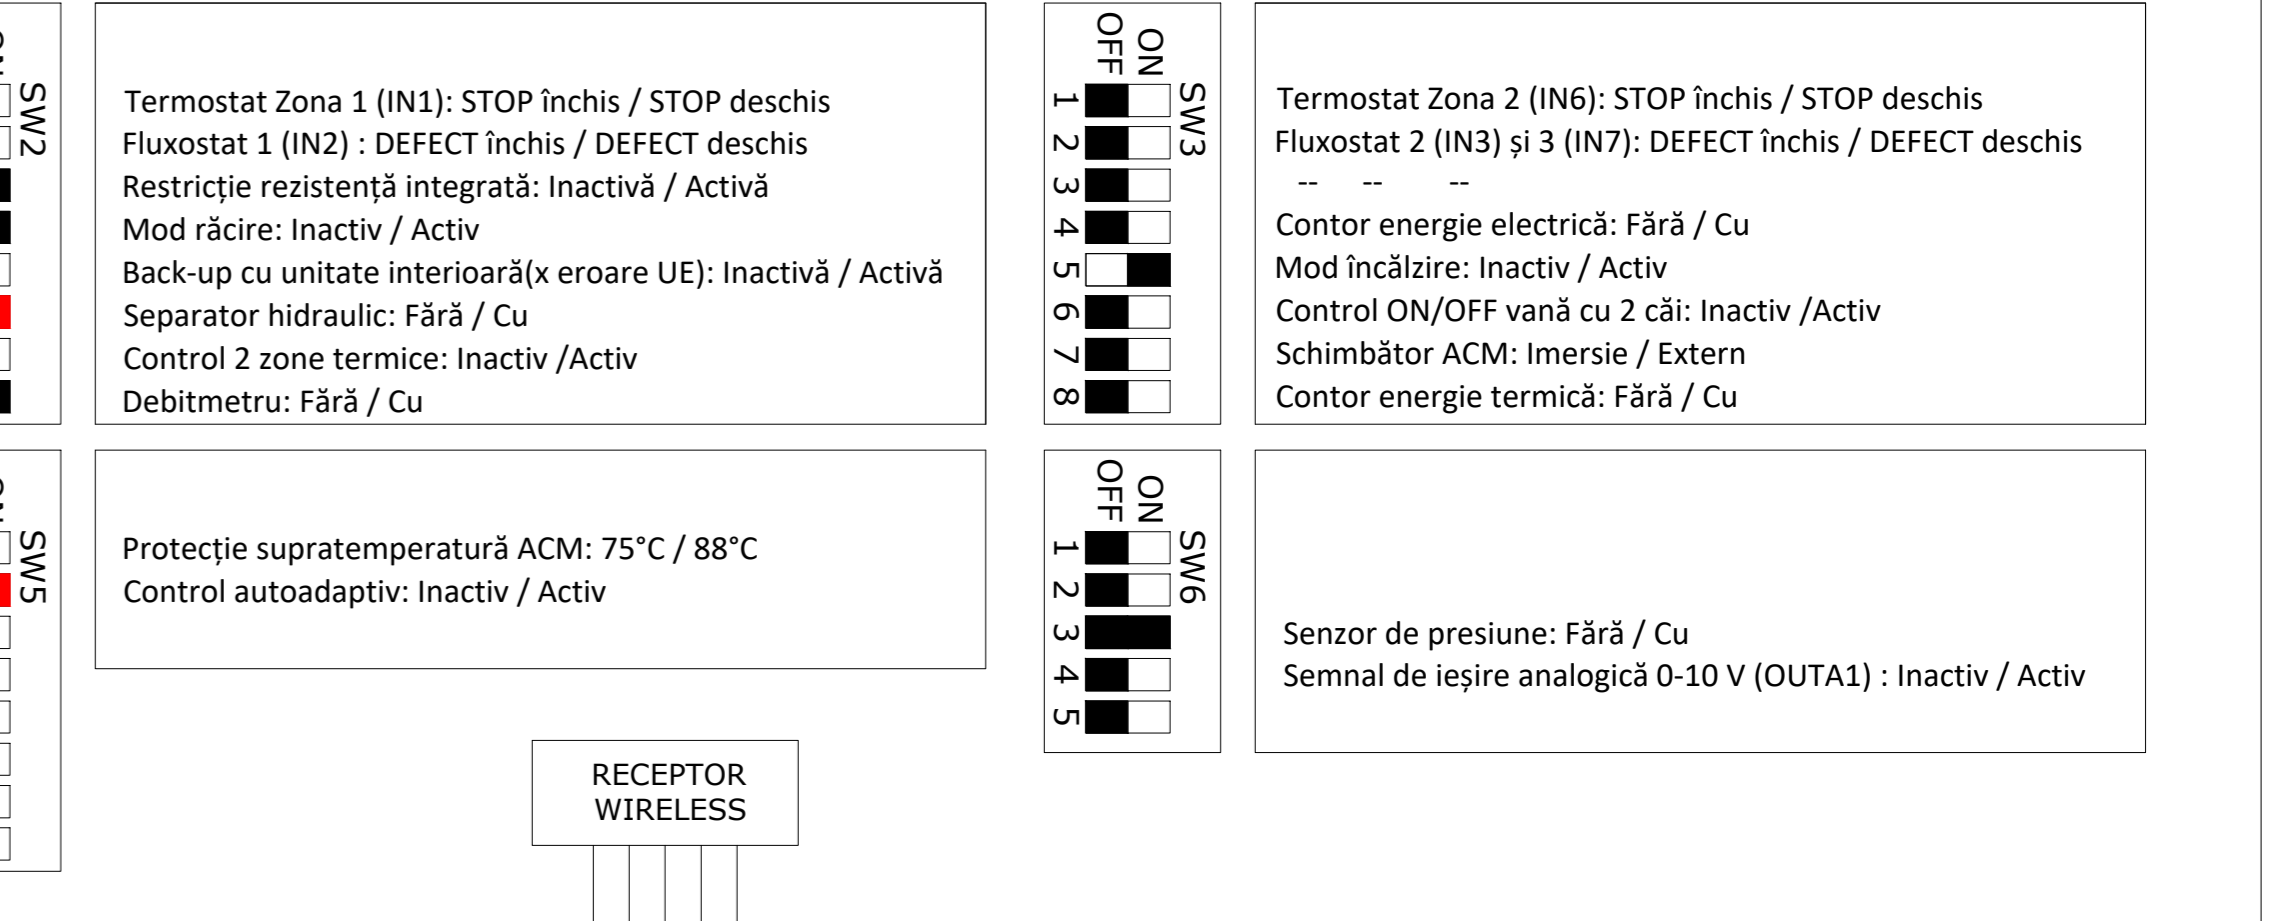 SW2
Termostat Zona 1 (IN1): STOP închis / STOP deschis
Fluxostat 1 (IN2) : DEFECT închis / DEFECT deschis
Restricție rezistență integrată: Inactivă / Activă
Mod răcire: Inactiv / Activ
Back-up cu unitate interioară(x eroare UE): Inactivă / Activă
Separator hidraulic: Fără / Cu
Control 2 zone termice: Inactiv /Activ
Debitmetru: Fără / Cu
OFF
ON
SW3
1
2
3
4
5
6
7
8
Termostat Zona 2 (IN6): STOP închis / STOP deschis
Fluxostat 2 (IN3) și 3 (IN7): DEFECT închis / DEFECT deschis
-- -- --
Contor energie electrică: Fără / Cu
Mod încălzire: Inactiv / Activ
Control ON/OFF vană cu 2 căi: Inactiv /Activ
Schimbător ACM: Imersie / Extern
Contor energie termică: Fără / Cu
SW5
Protecție supratemperatură ACM: 75°C / 88°C
Control autoadaptiv: Inactiv / Activ
OFF
ON
SW6
1
2
3
4
5
Senzor de presiune: Fără / Cu
Semnal de ieșire analogică 0-10 V (OUTA1) : Inactiv / Activ
RECEPTOR
WIRELESS